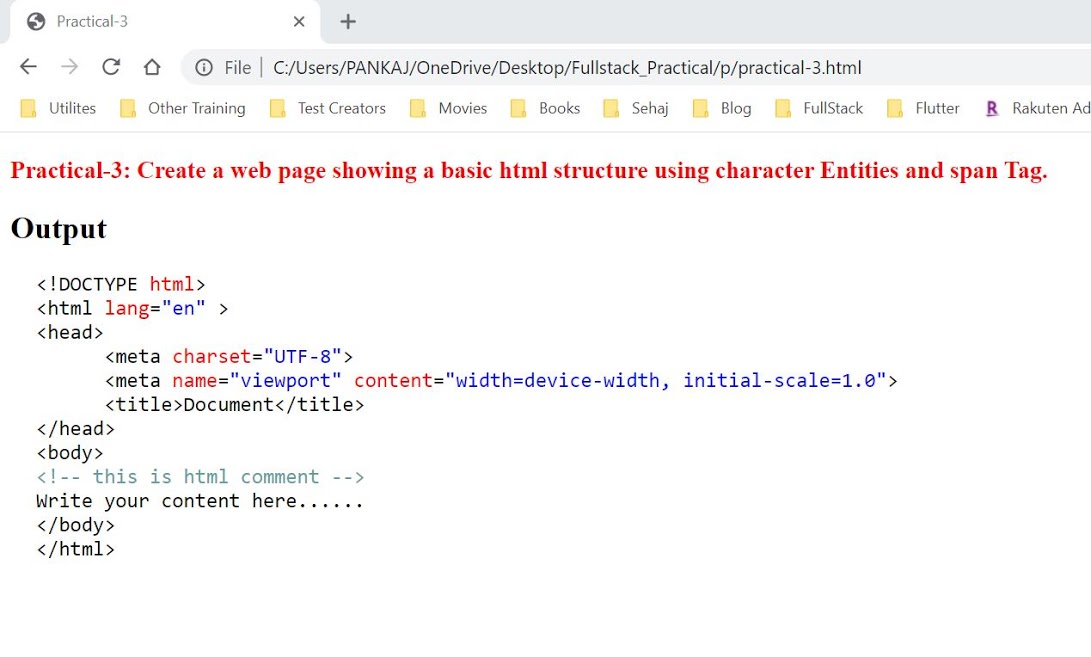 Practical-3
File | C:/Users/PANKAJ/OneDrive/Desktop/Fullstack_Practical/p/practical-3.html
Utilites Other Training Test Creators Movies Books Sehaj Blog FullStack Flutter R Rakuten Ad
Practical-3: Create a web page showing a basic html structure using character Entities and span Tag.
Output
<!DOCTYPE html>
<html lang="en" >
<head>
<meta charset="UTF-8">
<meta name="viewport" content="width=device-width, initial-scale=1.0">
<title>Document</title>
</head>
<body>
<!-- this is html comment -->
Write your content here......
</body>
</html>